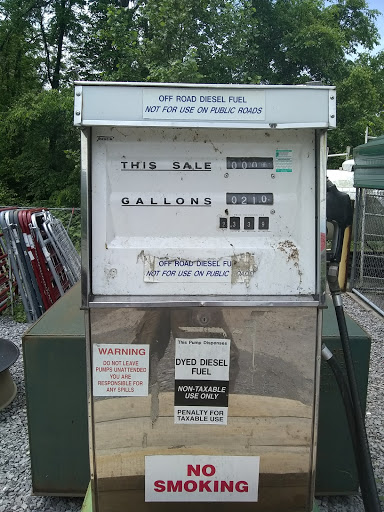 OFF ROAD DIESEL FUEL
NOT FOR USE ON PUBLIC ROADS
THIS SALE
GALLONS
OFF ROAD DIESEL FU
NOT FOR USE ON PUBLIC ROAD
This Pump Dispenses
DYED DIESEL
FUEL
NON-TAXABLE
USE ONLY
PENALTY FOR
TAXABLE USE
WARNING
DO NOT LEAVE
PUMPS UNATTENDED
YOU ARE
RESPONSIBLE FOR
ANY SPILLS
NO
SMOKING